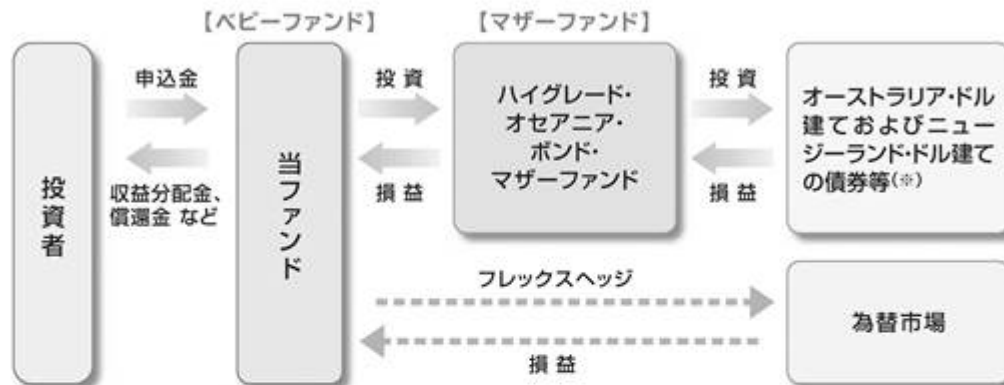 【ベビーファンド】
【マザーファンド】
投資者
申込金
収益分配金、
償還金 など
当ファンド
投 資
損 益
ハイグレード・
オセアニア・
ボンド・
マザーファンド
投 資
損 益
オーストラリア・ドル
建ておよびニュー
ジーランド・ドル建て
の債券等(※)
フレックスヘッジ
損 益
為替市場